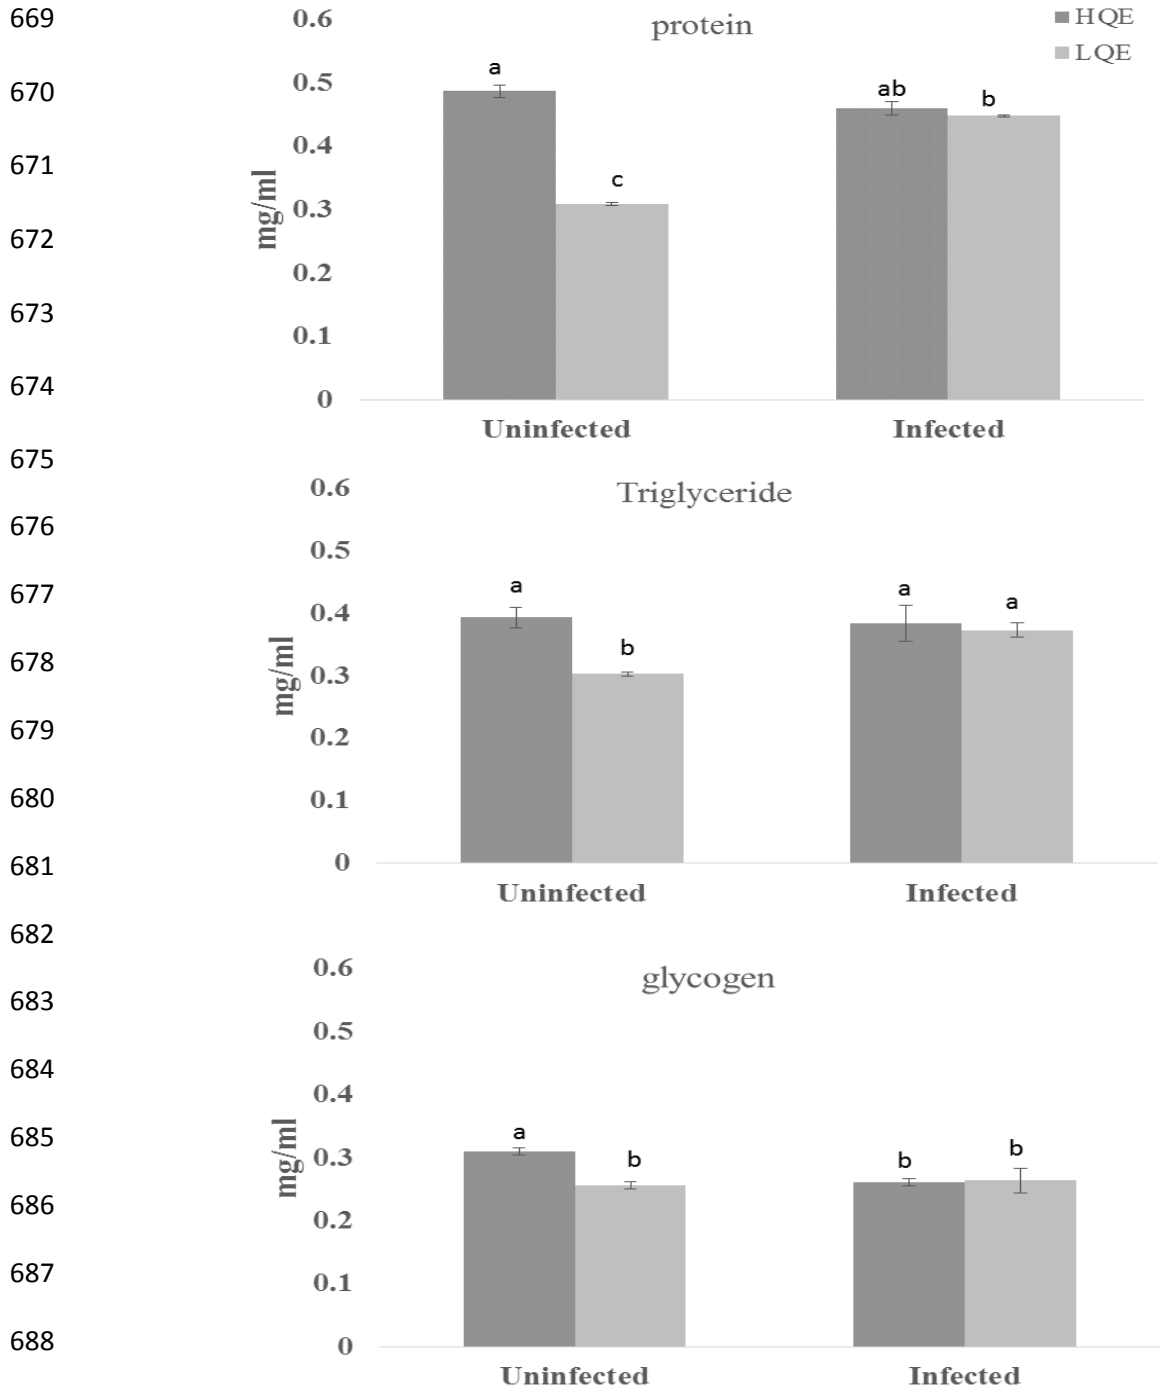 669
0.6
protein
HQE
LQE
670
0.5
a
ab
b
671
0.4
mg/ml
c
672
0.3
0.2
673
0.1
674
0
Uninfected
Infected
675
0.6
Triglyceride
676
0.5
677
0.4
a
a
a
678
mg/ml
0.3
b
679
0.2
680
0.1
681
0
Uninfected
Infected
682
0.6
glycogen
683
0.5
684
0.4
685
mg/ml
0.3
a
b
b
b
686
0.2
687
0.1
688
0
Uninfected
Infected